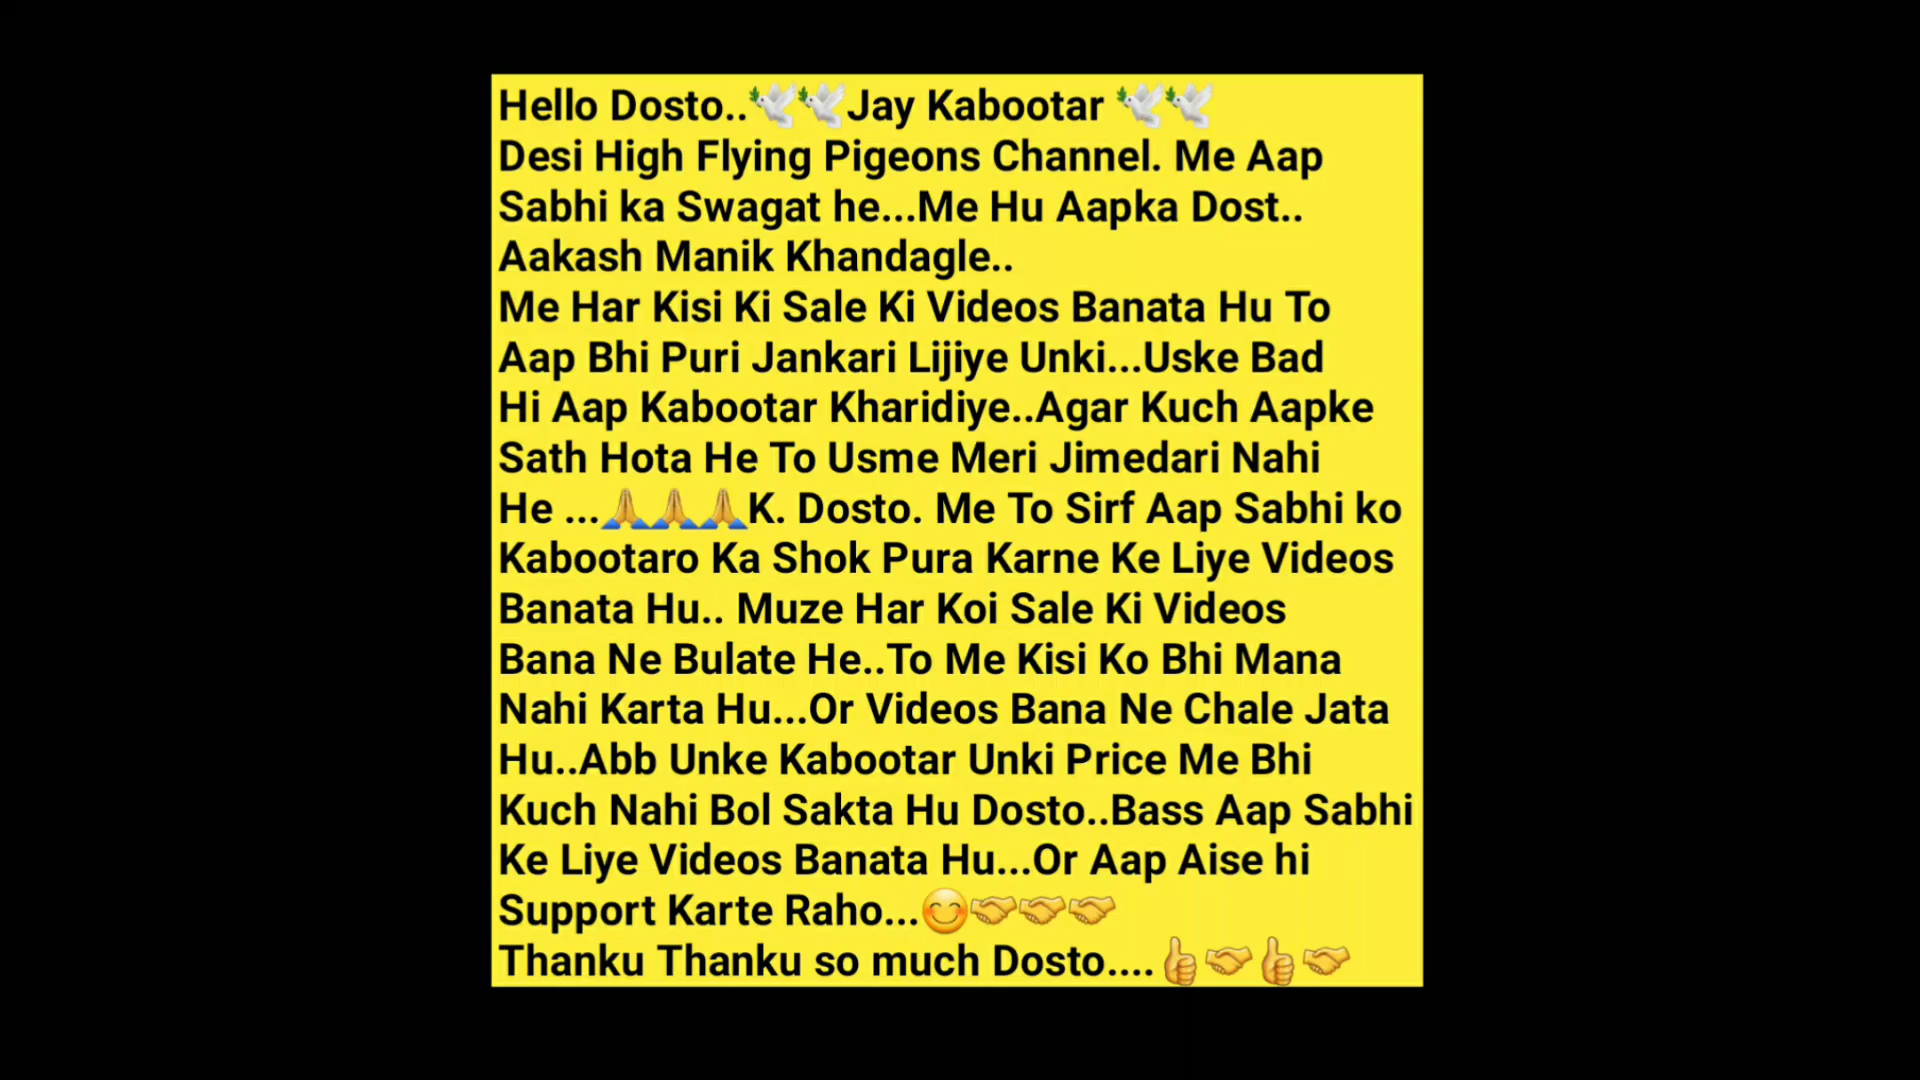 Hello Dosto..🕊️🕊️Jay Kabootar 🕊️🕊️
Desi High Flying Pigeons Channel. Me Aap
Sabhi ka Swagat he...Me Hu Aapka Dost..
Aakash Manik Khandagle..
Me Har Kisi Ki Sale Ki Videos Banata Hu To
Aap Bhi Puri Jankari Lijiye Unki...Uske Bad
Hi Aap Kabootar Kharidiye..Agar Kuch Aapke
Sath Hota He To Usme Meri Jimedari Nahi
He ...🙏🙏🙏K. Dosto. Me To Sirf Aap Sabhi ko
Kabootaro Ka Shok Pura Karne Ke Liye Videos
Banata Hu.. Muze Har Koi Sale Ki Videos
Bana Ne Bulate He..To Me Kisi Ko Bhi Mana
Nahi Karta Hu...Or Videos Bana Ne Chale Jata
Hu..Abb Unke Kabootar Unki Price Me Bhi
Kuch Nahi Bol Sakta Hu Dosto..Bass Aap Sabhi
Ke Liye Videos Banata Hu...Or Aap Aise hi
Support Karte Raho...😊🤝🤝🤝
Thanku Thanku so much Dosto....👍🤝👍🤝